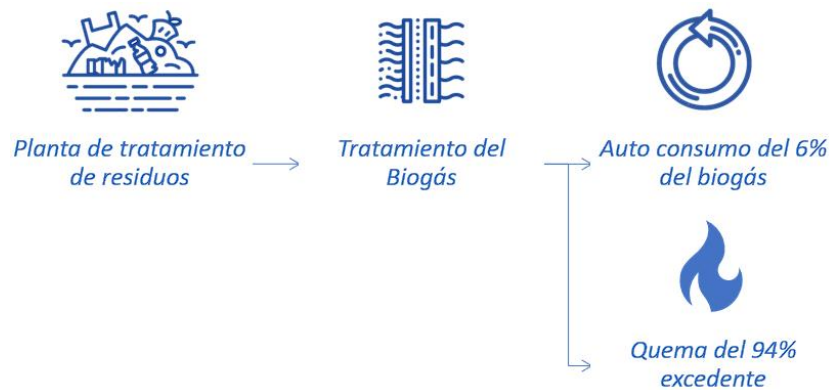 Planta de tratamiento
de residuos
Tratamiento del
Biogás
Auto consumo del 6%
del biogás
Quema del 94%
excedente